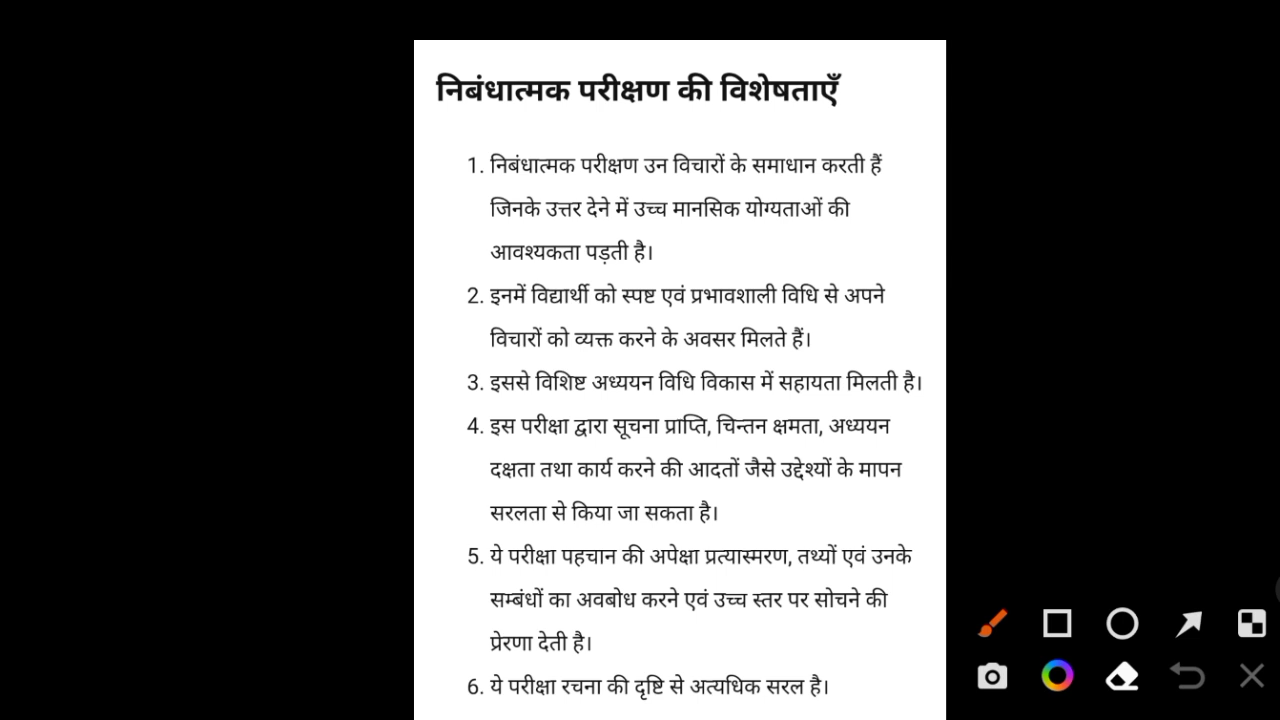 निबंधात्मक परीक्षण की विशेषताएँ
1. निबंधात्मक परीक्षण उन विचारों के समाधान करती हैं
जिनके उत्तर देने में उच्च मानसिक योग्यताओं की
आवश्यकता पड़ती है।
2. इनमें विद्यार्थी को स्पष्ट एवं प्रभावशाली विधि से अपने
विचारों को व्यक्त करने के अवसर मिलते हैं।
3. इससे विशिष्ट अध्ययन विधि विकास में सहायता मिलती है।
4. इस परीक्षा द्वारा सूचना प्राप्ति, चिन्तन क्षमता, अध्ययन
दक्षता तथा कार्य करने की आदतों जैसे उद्देश्यों के मापन
सरलता से किया जा सकता है।
5. ये परीक्षा पहचान की अपेक्षा प्रत्यास्मरण, तथ्यों एवं उनके
सम्बंधों का अवबोध करने एवं उच्च स्तर पर सोचने की
प्रेरणा देती है।
6. ये परीक्षा रचना की दृष्टि से अत्यधिक सरल है।